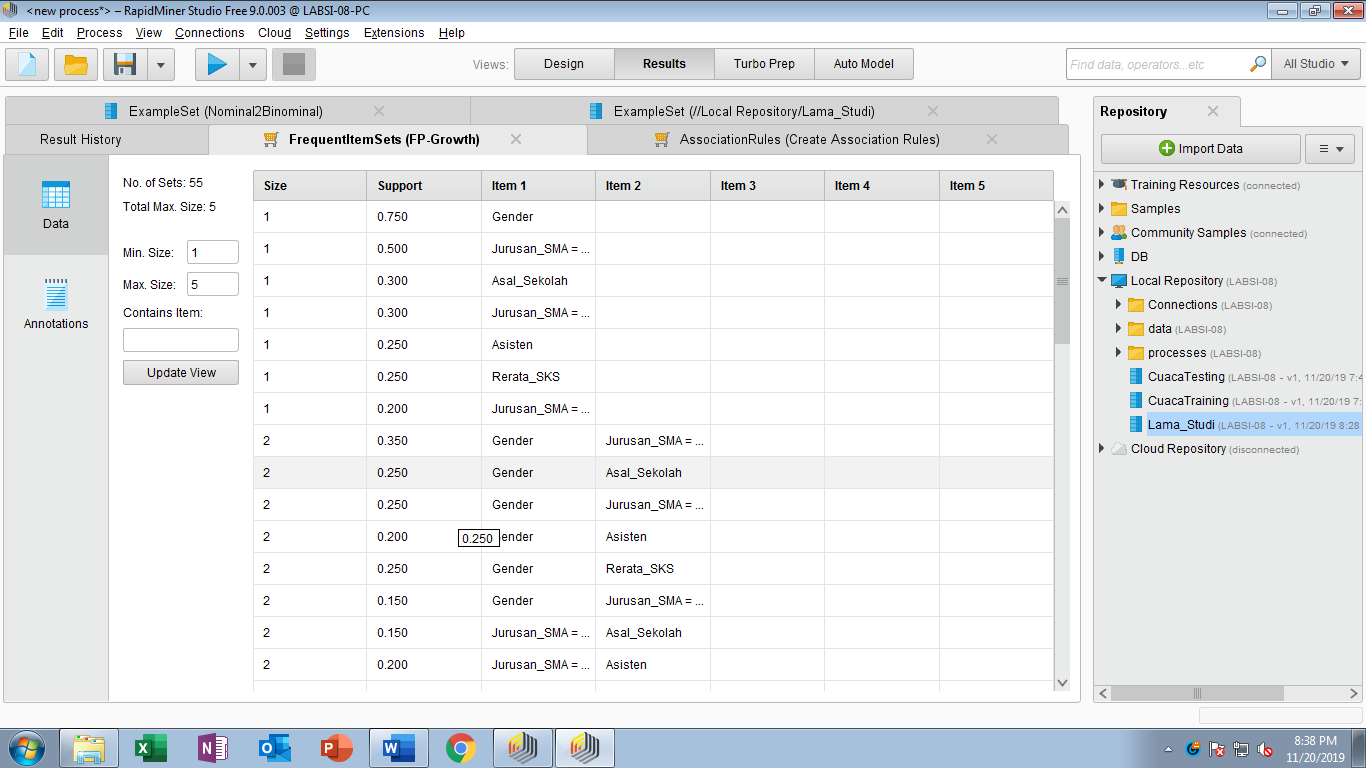 <new process*> – RapidMiner Studio Free 9.0.003 @ LABSI-08-PC
File Edit Process View Connections Cloud Settings Extensions Help
Views: Design Results Turbo Prep Auto Model Find data, operators...etc All Studio
ExampleSet (Nominal2Binominal) ExampleSet (///Local Repository/Lama_Studi)
Result History FrequentItemSets (FP-Growth) AssociationRules (Create Association Rules)
Data
Annotations
No. of Sets: 55
Total Max. Size: 5
Min. Size: 1
Max. Size: 5
Contains Item:
Update View
Size Support Item 1 Item 2 Item 3 Item 4 Item 5
1 0.750 Gender
1 0.500 Jurusan_SMA = ...
1 0.300 Asal_Sekolah
1 0.300 Jurusan_SMA = ...
1 0.250 Asisten
1 0.250 Rerata_SKS
1 0.200 Jurusan_SMA = ...
2 0.350 Gender Jurusan_SMA = ...
2 0.250 Gender Asal_Sekolah
2 0.250 Gender Jurusan_SMA = ...
2 0.200 0.250 ender Asisten
2 0.250 Gender Rerata_SKS
2 0.150 Gender Jurusan_SMA = ...
2 0.150 Jurusan_SMA = ... Asal_Sekolah
2 0.200 Jurusan_SMA = ... Asisten
Repository
Import Data
Training Resources (connected)
Samples
Community Samples (connected)
DB
Local Repository (LABSI-08)
Connections (LABSI-08)
data (LABSI-08)
processes (LABSI-08)
CuacaTesting (LABSI-08 - v1, 11/20/19 7:4
CuacaTraining (LABSI-08 - v1, 11/20/19 7:
Lama_Studi (LABSI-08 - v1, 11/20/19 8:28
Cloud Repository (disconnected)
8:38 PM
11/20/2019